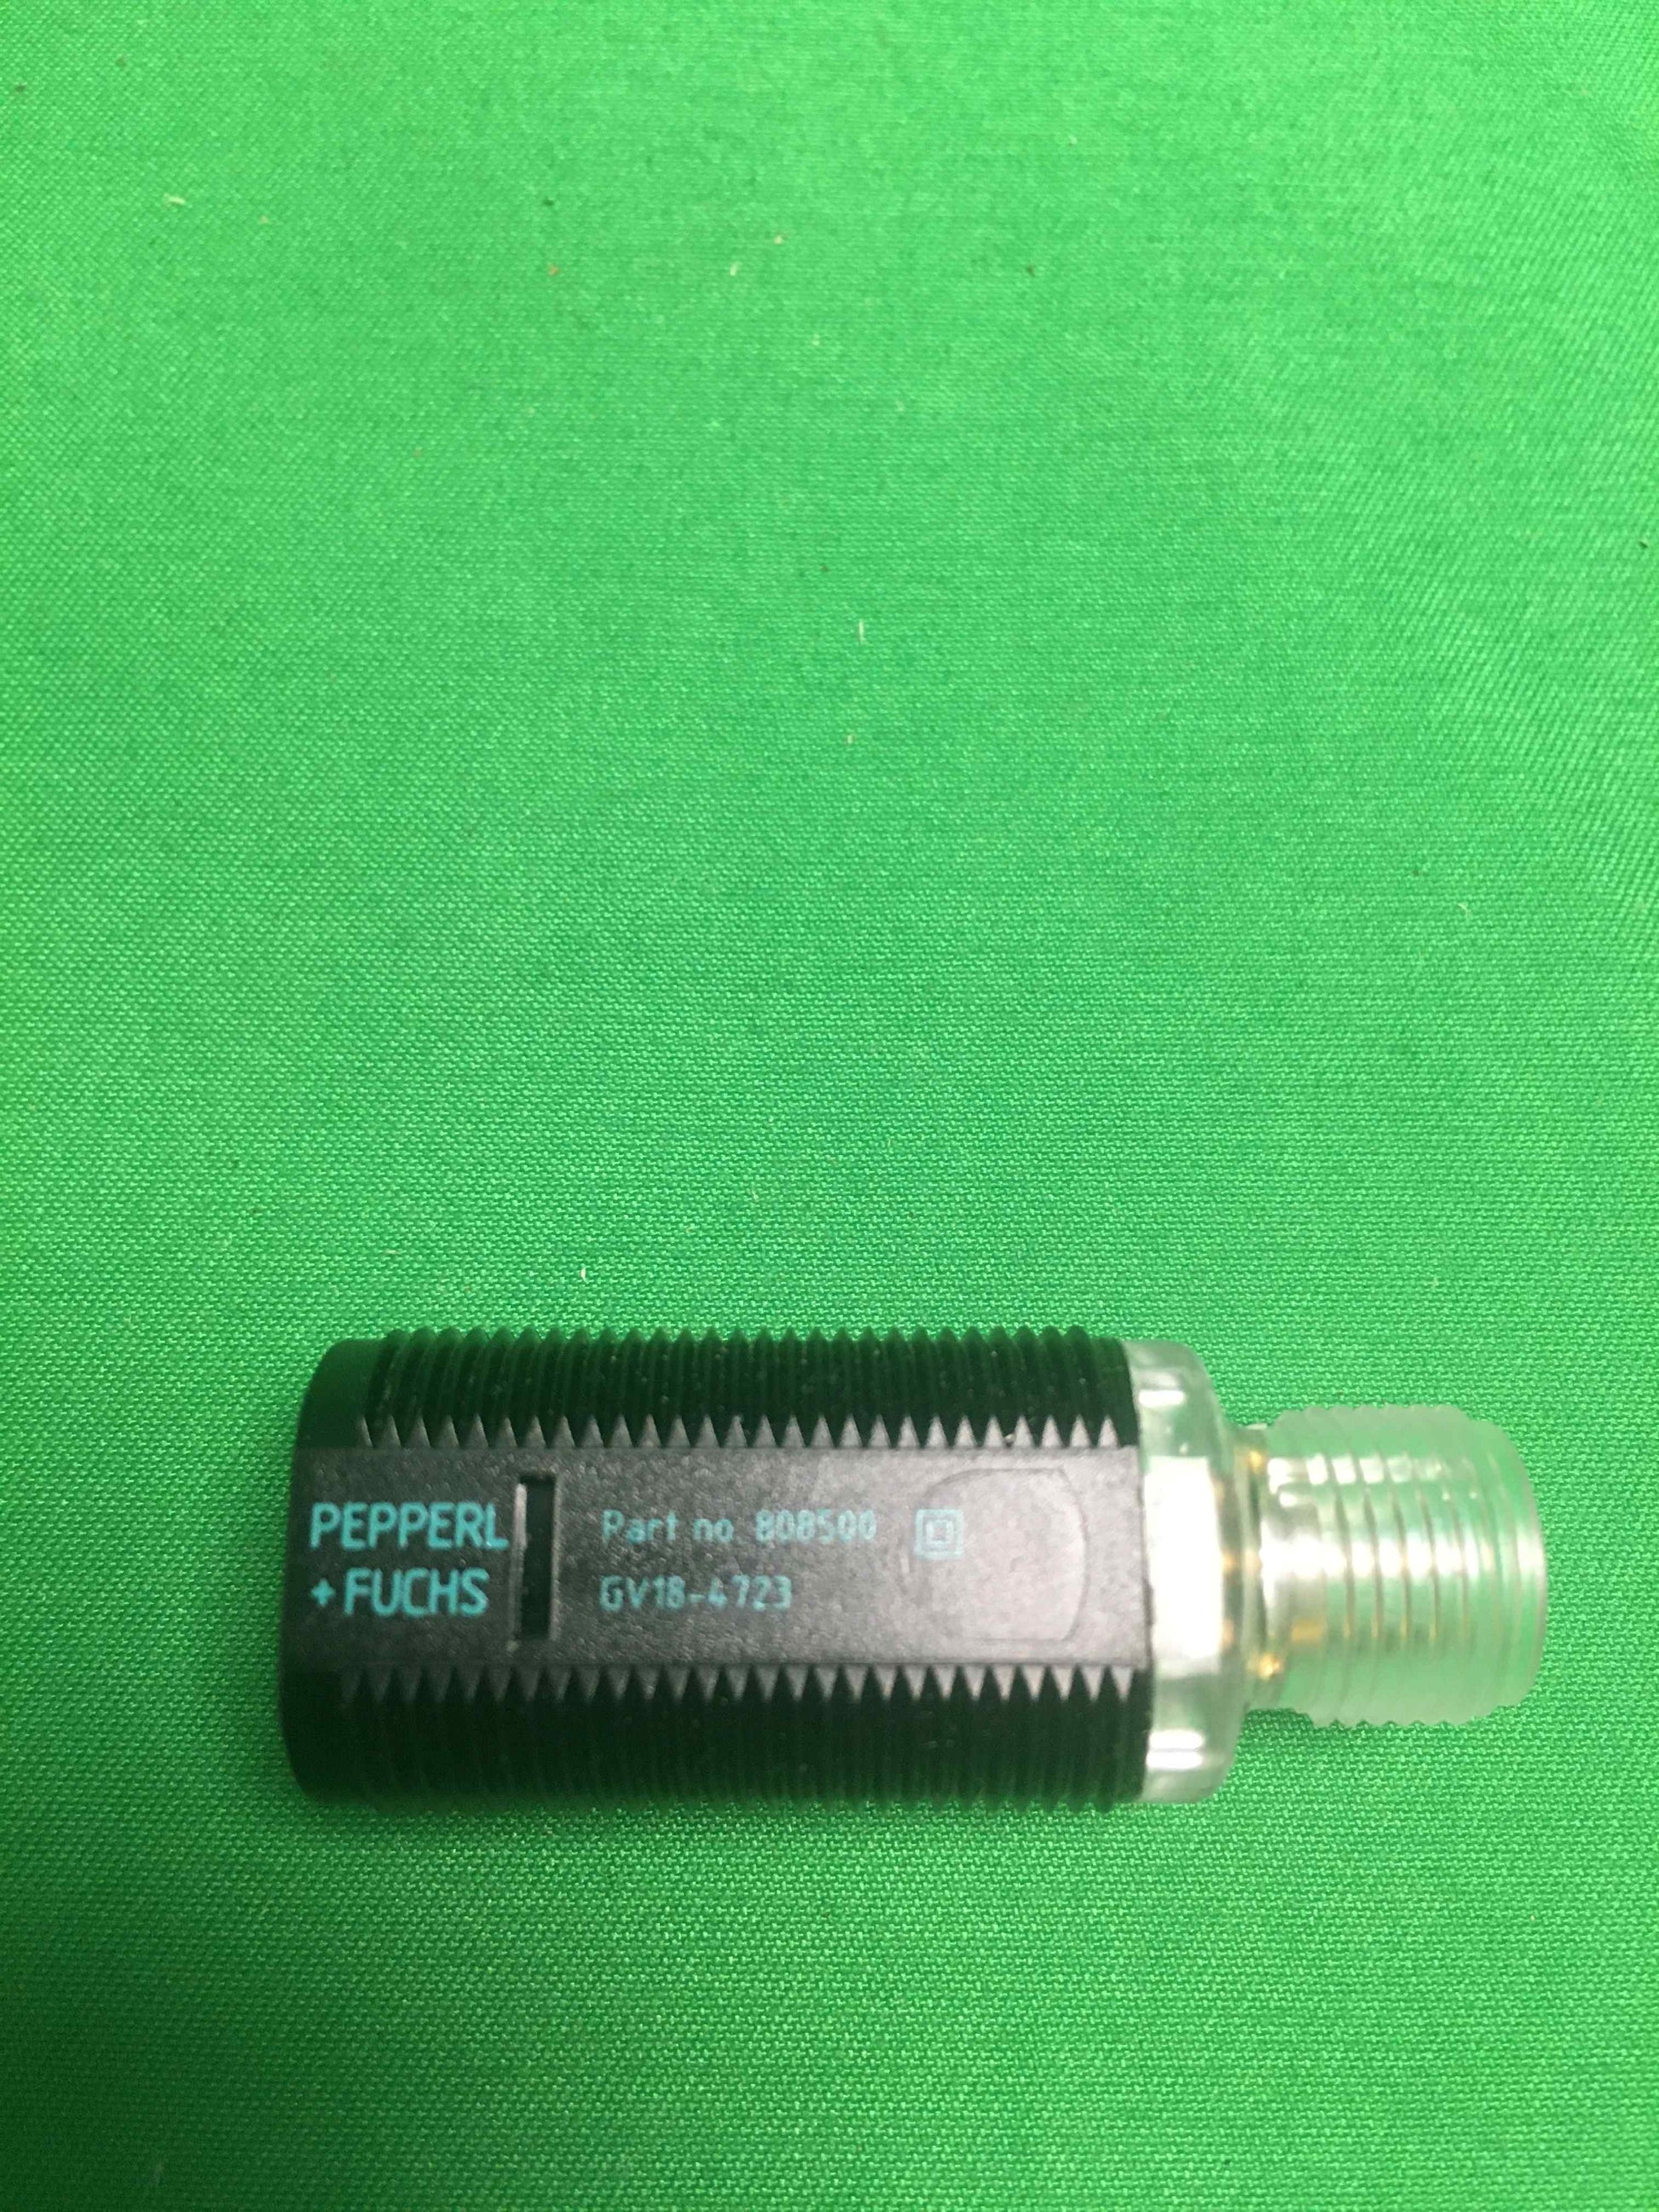 PEPPERL
+ FUCHS
Part no 808500
GV18-4723